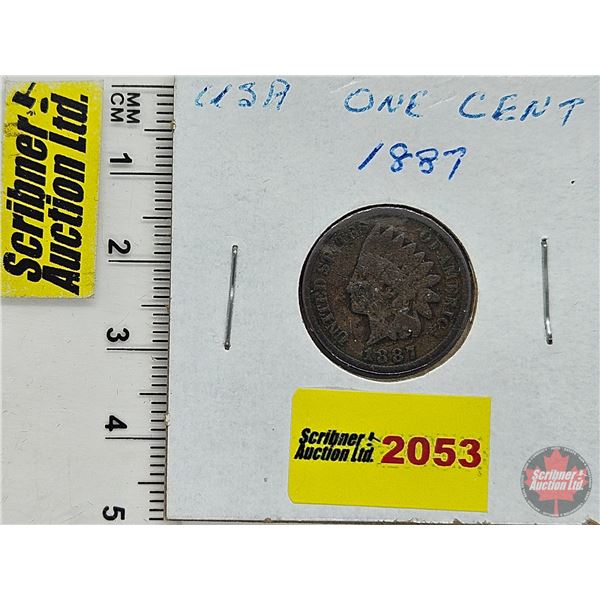 USA ONE CENT
1887
Scribner
Auction Ltd.
MM
CM
1
2
3
4
5
UNITED STATES OF AMERICA
1887
Scribner
Auction Ltd.
2053
Scribner
Auction Ltd.